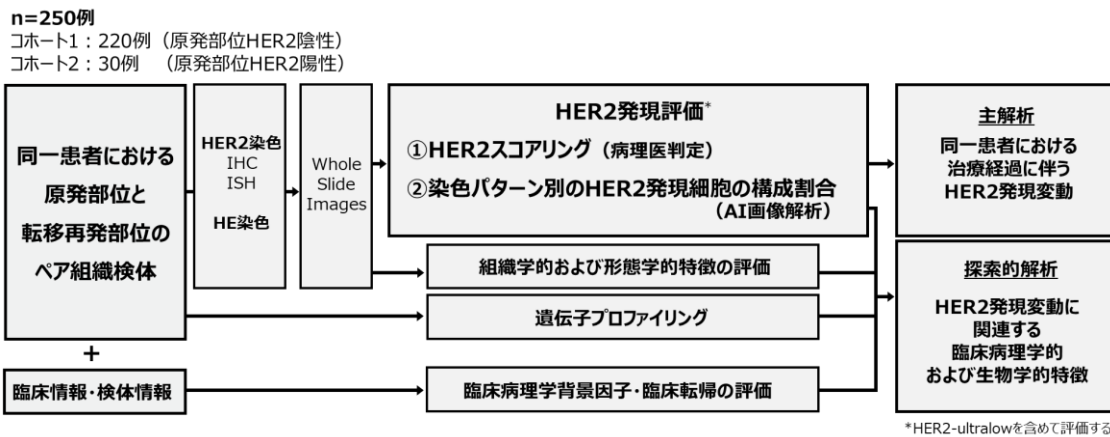 n=250例
コホート1：220例（原発部位HER2陰性）
コホート2：30例　（原発部位HER2陽性）
同一患者における
原発部位と
転移再発部位の
ペア組織検体
+
臨床情報・検体情報
HER2染色
IHC
ISH
HE染色
Whole
Slide
Images
HER2発現評価*
①HER2スコアリング（病理医判定）
②染色パターン別のHER2発現細胞の構成割合
（AI画像解析）
組織学的および形態学的特徴の評価
遺伝子プロファイリング
臨床病理学背景因子・臨床転帰の評価
主解析
同一患者における
治療経過に伴う
HER2発現変動
探索的解析
HER2発現変動に
関連する
臨床病理学的
および生物学的特徴
*HER2-ultralowを含めて評価する